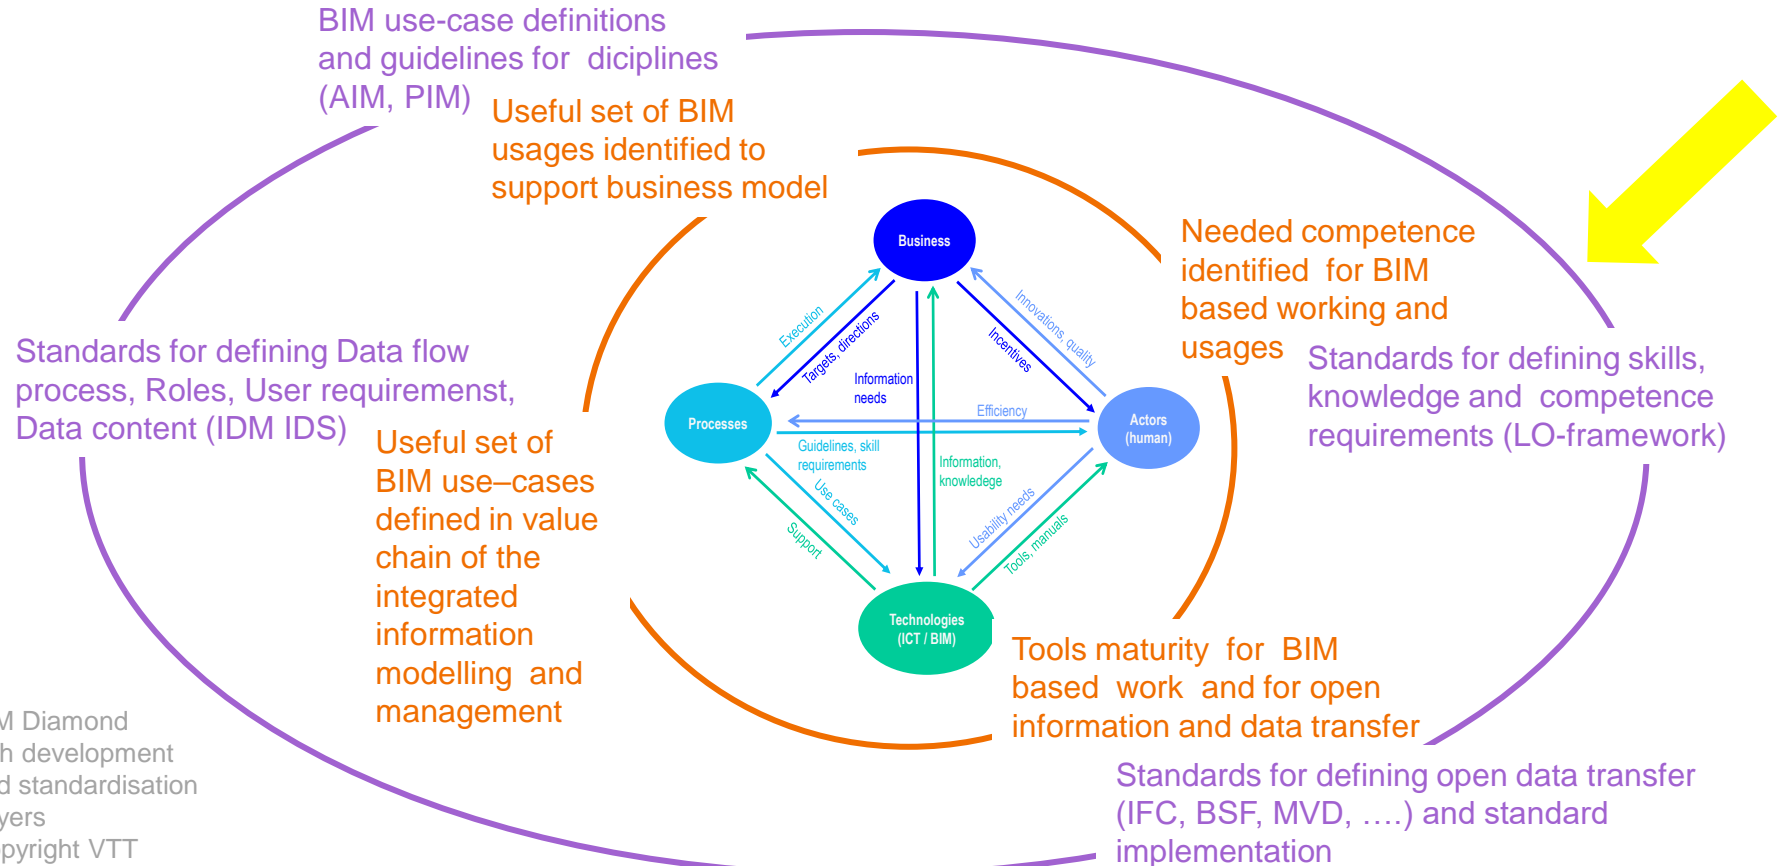 BIM use-case definitions
and guidelines for diciplines
(AIM, PIM)
Useful set of BIM
usages identified to
support business model
Needed competence
identified for BIM
based working and
usages
Standards for defining skills,
knowledge and competence
requirements (LO-framework)
Standards for defining Data flow
process, Roles, User requiremenst,
Data content (IDM IDS)
Useful set of
BIM use–cases
defined in value
chain of the
integrated
information
modelling and
management
Business
Execution
Targets, directions
Information
needs
Incentives
Innovations, quality
Processes
Efficiency
Actors
(human)
Guidelines, skill
requirements
Information,
knowledege
Use cases
Support
Usability needs
Tools, manuals
Technologies
(ICT / BIM)
Tools maturity for BIM
based work and for open
information and data transfer
Standards for defining open data transfer
(IFC, BSF, MVD, ….) and standard
implementation
M Diamond
h development
d standardisation
yers
opyright VTT